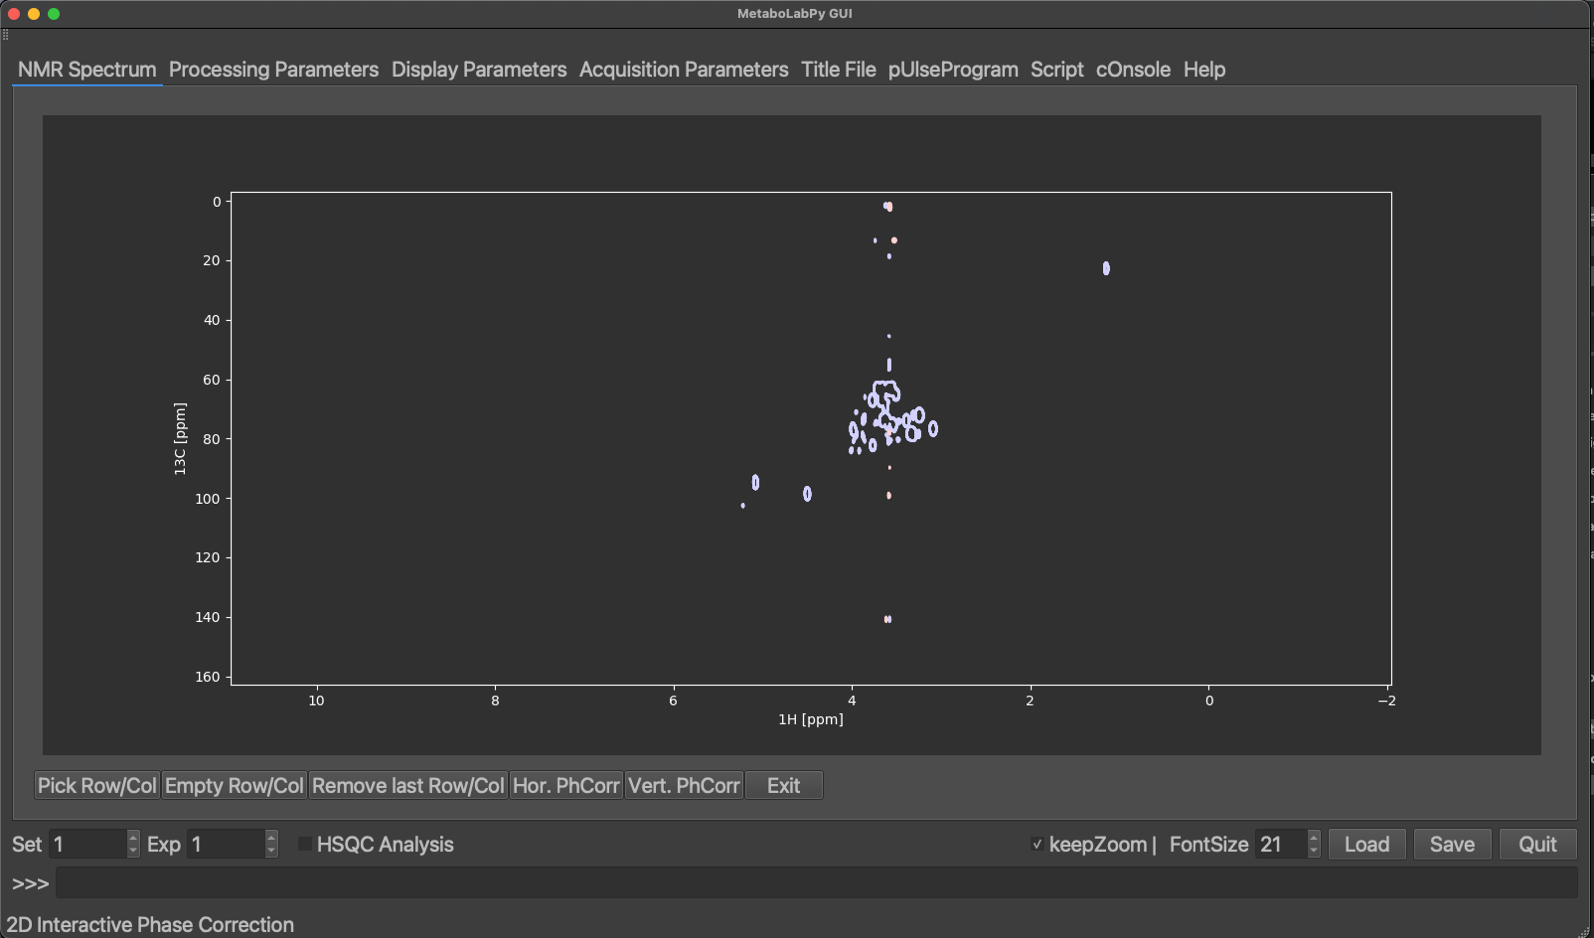 MetaboLabPy GUI
NMR Spectrum Processing Parameters Display Parameters Acquisition Parameters Title File pUlseProgram Script cOnsole Help
0
20
40
60
80
100
120
140
160
13C [ppm]
10 8 6 4 2 0 −2
1H [ppm]
Pick Row/Col Empty Row/Col Remove last Row/Col Hor. PhCorr Vert. PhCorr Exit
Set 1 Exp 1 HSQC Analysis keepZoom | FontSize 21 Load Save Quit
>>>
2D Interactive Phase Correction